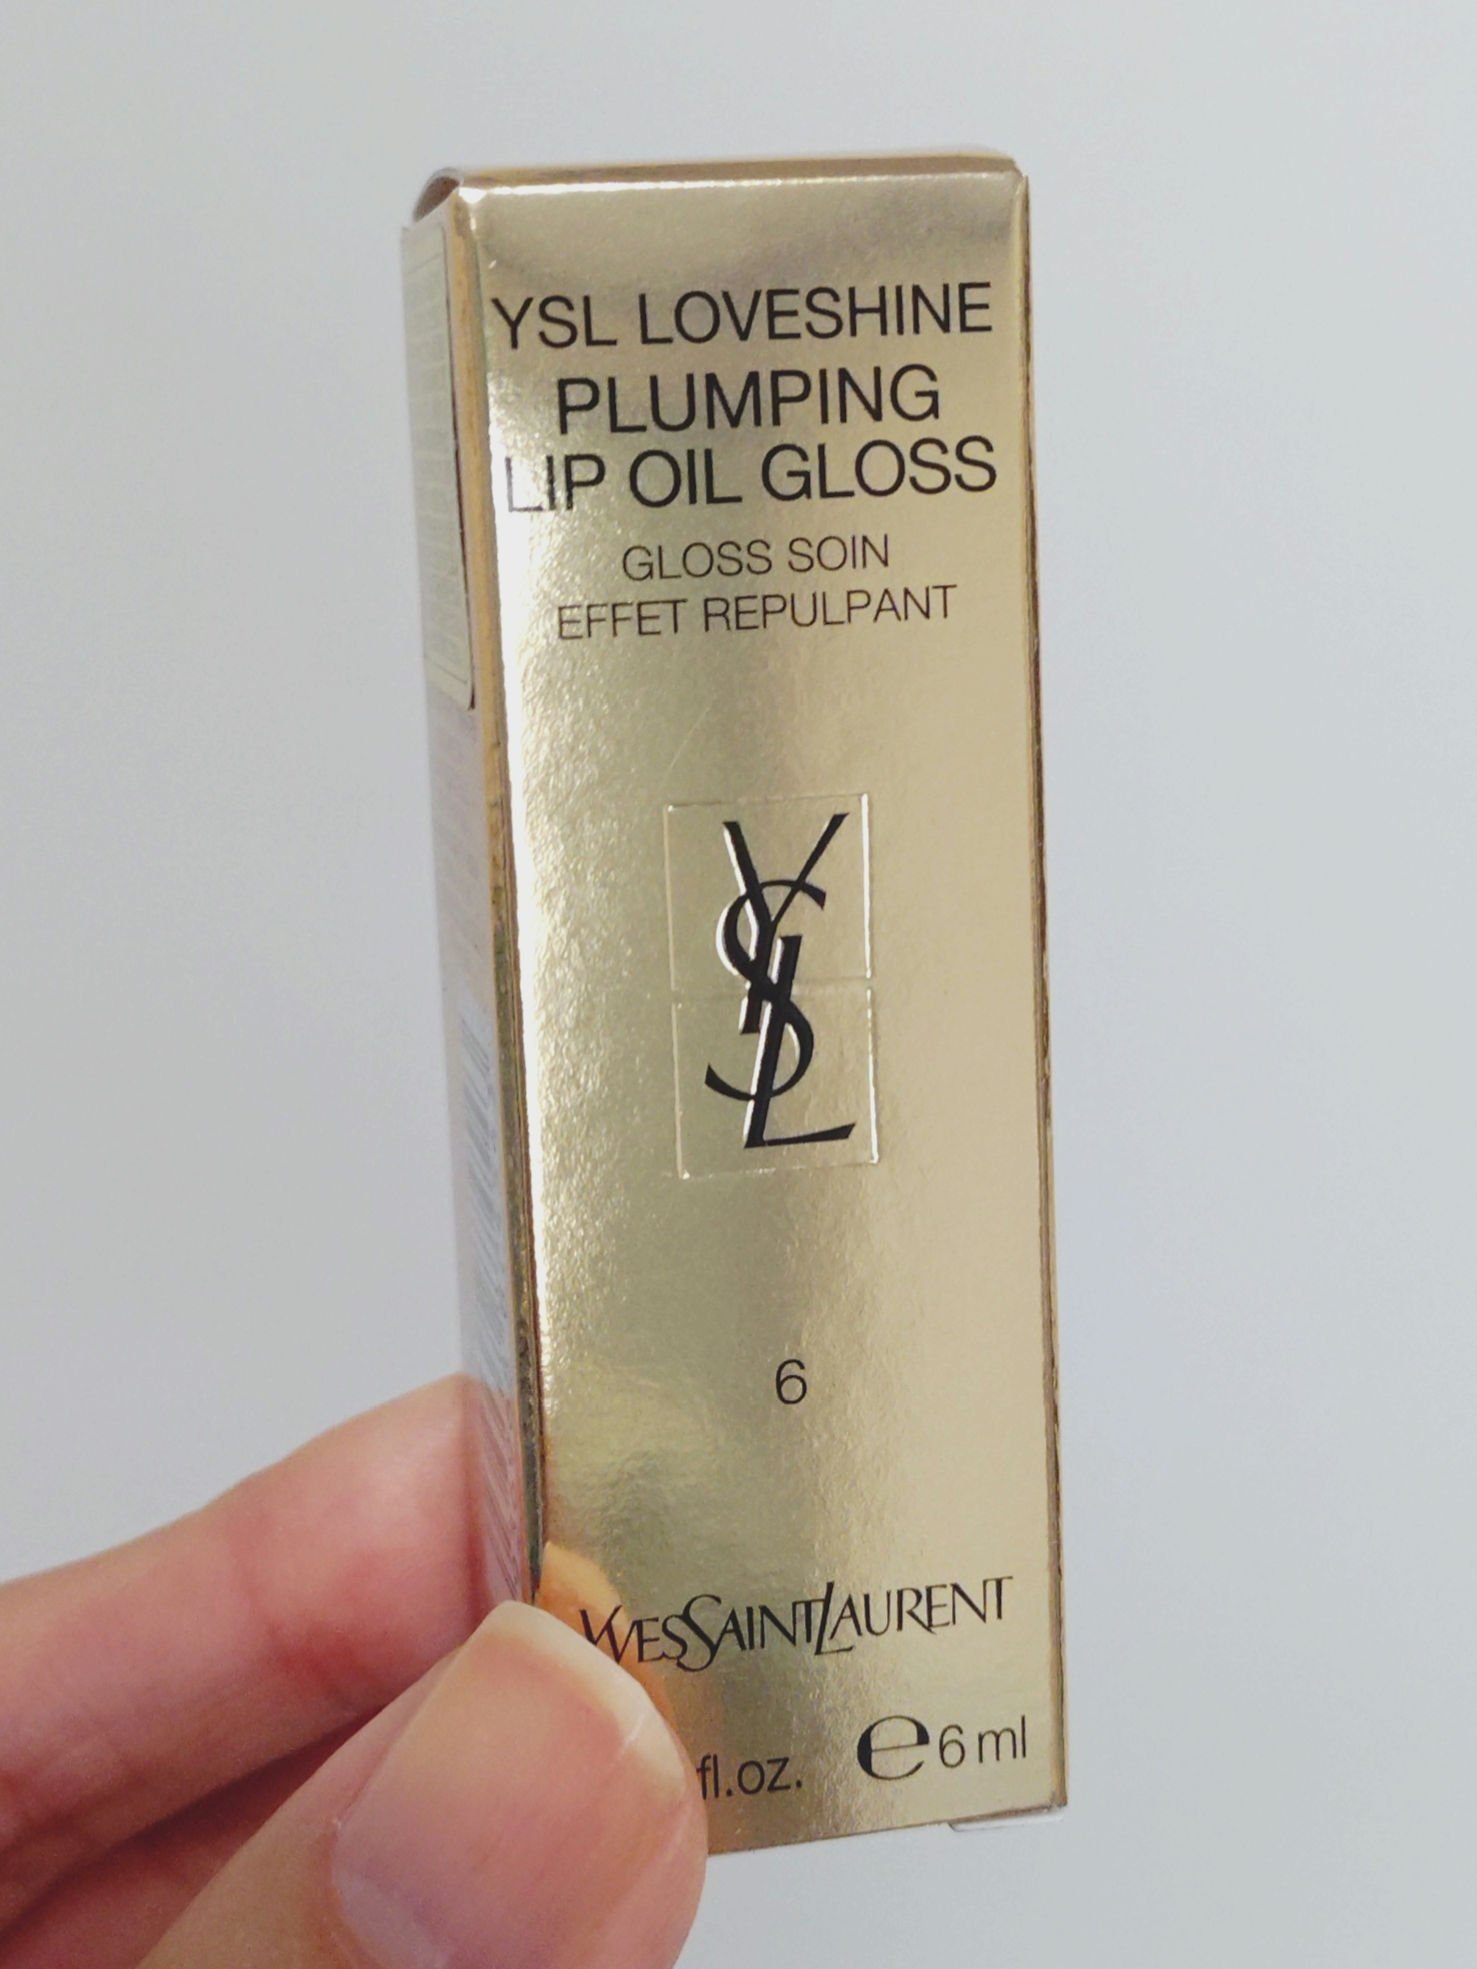 YSL LOVESHINE
PLUMPING
LIP OIL GLOSS
GLOSS SOIN
EFFET REPULPANT
YSL
6
YVESSAINTLAURENT
fl.oz. ℮ 6 ml